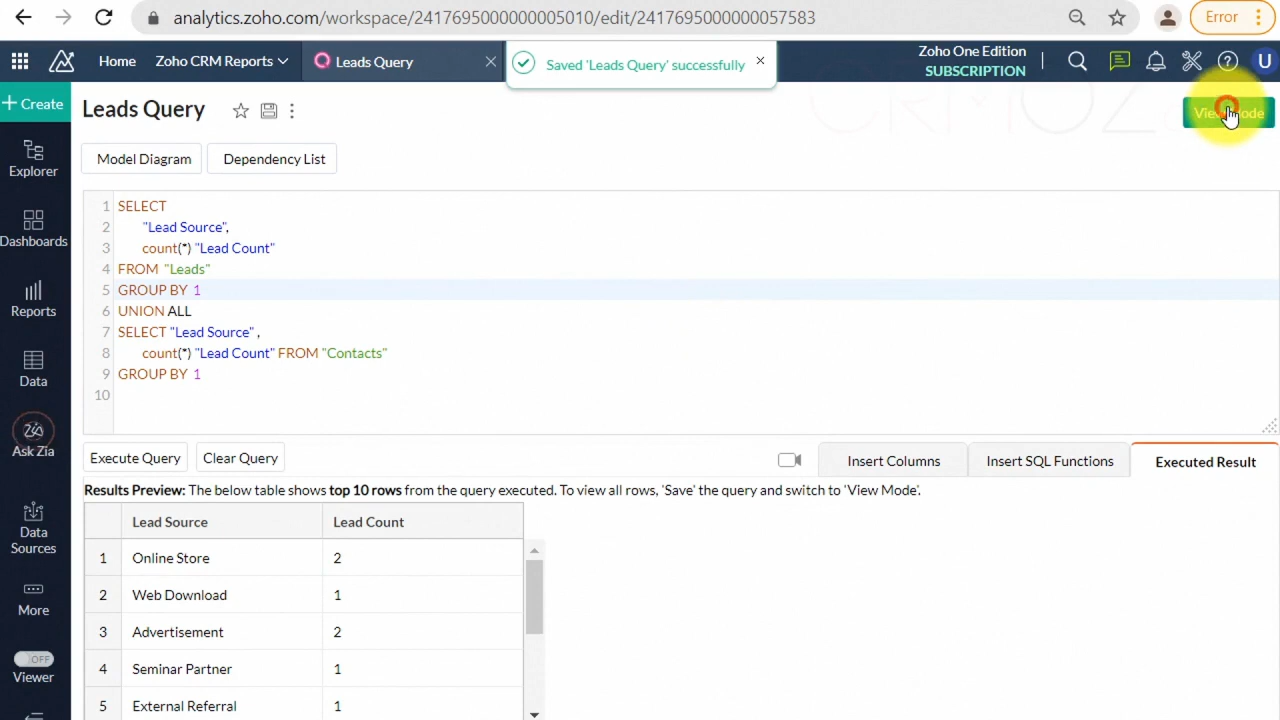 analytics.zoho.com/workspace/2417695000000005010/edit/2417695000000057583
Error
Home
Zoho CRM Reports
Leads Query
Saved 'Leads Query' successfully
Zoho One Edition
SUBSCRIPTION
U
+ Create
Leads Query
View Mode
CRMOZ
Model Diagram
Dependency List
Explorer
Dashboards
Reports
Data
Ask Zia
Data
Sources
More
OFF
Viewer
1 SELECT
2 "Lead Source",
3 count(*) "Lead Count"
4 FROM "Leads"
5 GROUP BY 1
6 UNION ALL
7 SELECT "Lead Source" ,
8 count(*) "Lead Count" FROM "Contacts"
9 GROUP BY 1
10
Execute Query
Clear Query
Insert Columns
Insert SQL Functions
Executed Result
Results Preview: The below table shows top 10 rows from the query executed. To view all rows, 'Save' the query and switch to 'View Mode'.
Lead Source Lead Count
1 Online Store 2
2 Web Download 1
3 Advertisement 2
4 Seminar Partner 1
5 External Referral 1